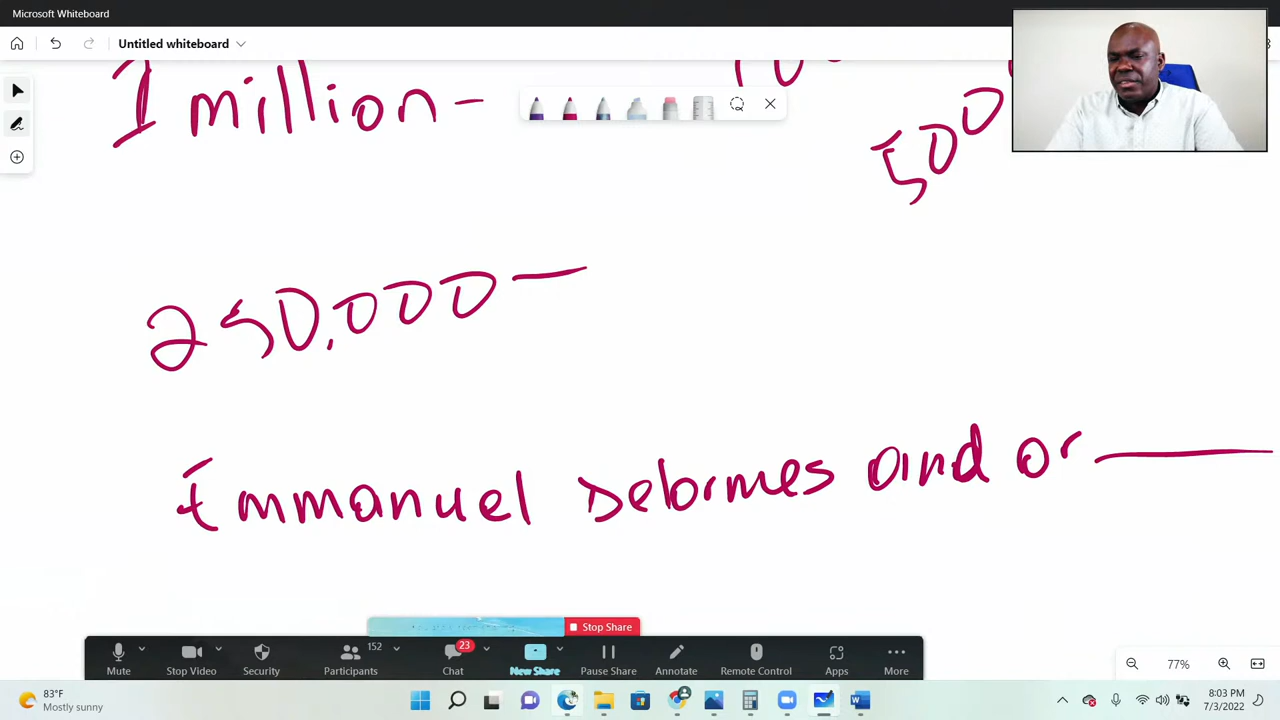 Microsoft Whiteboard
Untitled whiteboard
1 million -
500
250,000 —
Emmanuel Delormes and or
152
23
Stop Share
Mute
Stop Video
Security
Participants
Chat
New Share
Pause Share
Annotate
Remote Control
Apps
More
77%
83°F
Mostly sunny
8:03 PM
7/3/2022